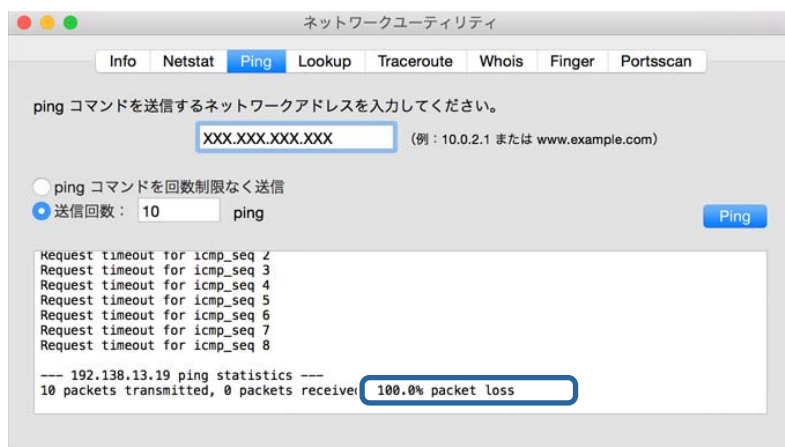 ネットワークユーティリティ
Info Netstat Ping Lookup Traceroute Whois Finger Portsscan
ping コマンドを送信するネットワークアドレスを入力してください。
XXX.XXX.XXX.XXX （例：10.0.2.1 または www.example.com）
ping コマンドを回数制限なく送信
送信回数： 10 ping
Ping
Request timeout for icmp_seq 2
Request timeout for icmp_seq 3
Request timeout for icmp_seq 4
Request timeout for icmp_seq 5
Request timeout for icmp_seq 6
Request timeout for icmp_seq 7
Request timeout for icmp_seq 8
--- 192.138.13.19 ping statistics ---
10 packets transmitted, 0 packets received 100.0% packet loss